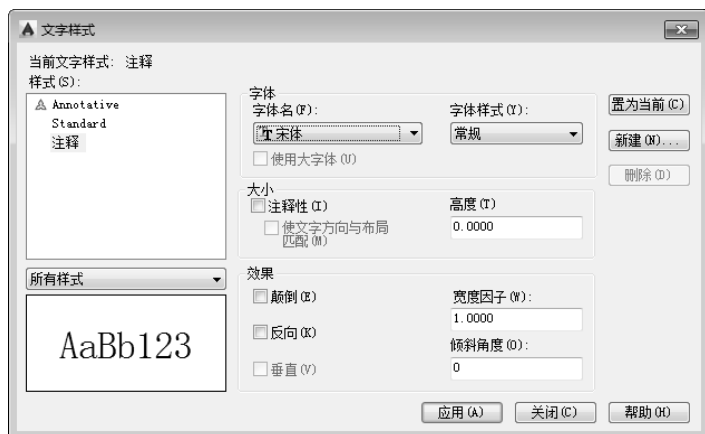 文字样式
当前文字样式: 注释
样式(S):
Annotative
Standard
注释
所有样式
AaBb123
字体
字体名(F):
宋体
使用大字体(U)
字体样式(Y):
常规
大小
注释性(I)
使文字方向与布局
匹配(M)
高度(T)
0.0000
效果
颠倒(E)
反向(K)
垂直(V)
宽度因子(W):
1.0000
倾斜角度(O):
0
置为当前(C)
新建(N)...
删除(D)
应用(A)
关闭(C)
帮助(H)